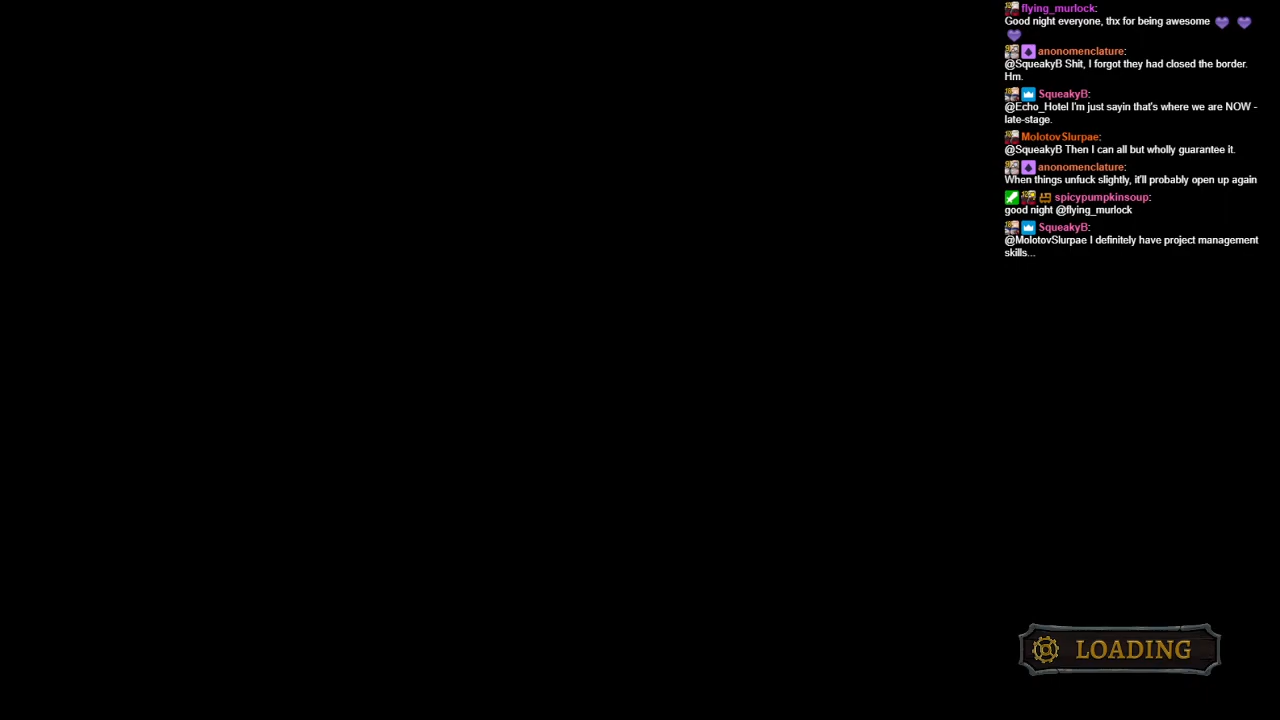 flying_murlock:
Good night everyone, thx for being awesome
anonomenclature:
@SqueakyB Shit, I forgot they had closed the border.
Hm.
SqueakyB:
@Echo_Hotel I'm just sayin that's where we are NOW -
late-stage.
MolotovSlurpae:
@SqueakyB Then I can all but wholly guarantee it.
anonomenclature:
When things unfuck slightly, it'll probably open up again
spicypumpkinsoup:
good night @flying_murlock
SqueakyB:
@MolotovSlurpae I definitely have project management
skills...
LOADING